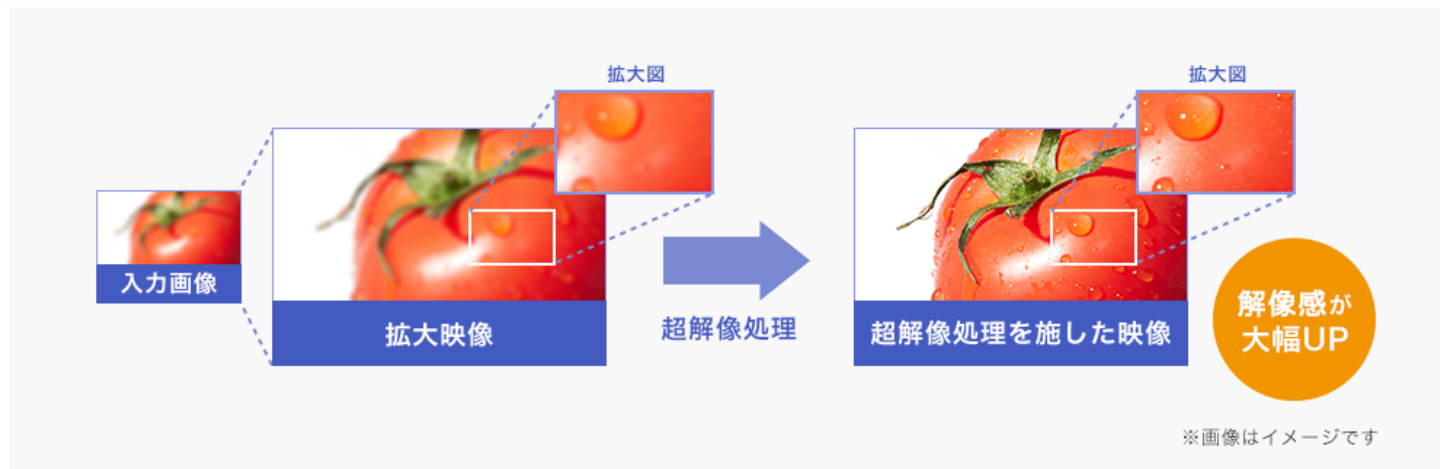 拡大図
拡大図
入力画像
拡大映像
超解像処理
超解像処理を施した映像
解像感が
大幅UP
※画像はイメージです